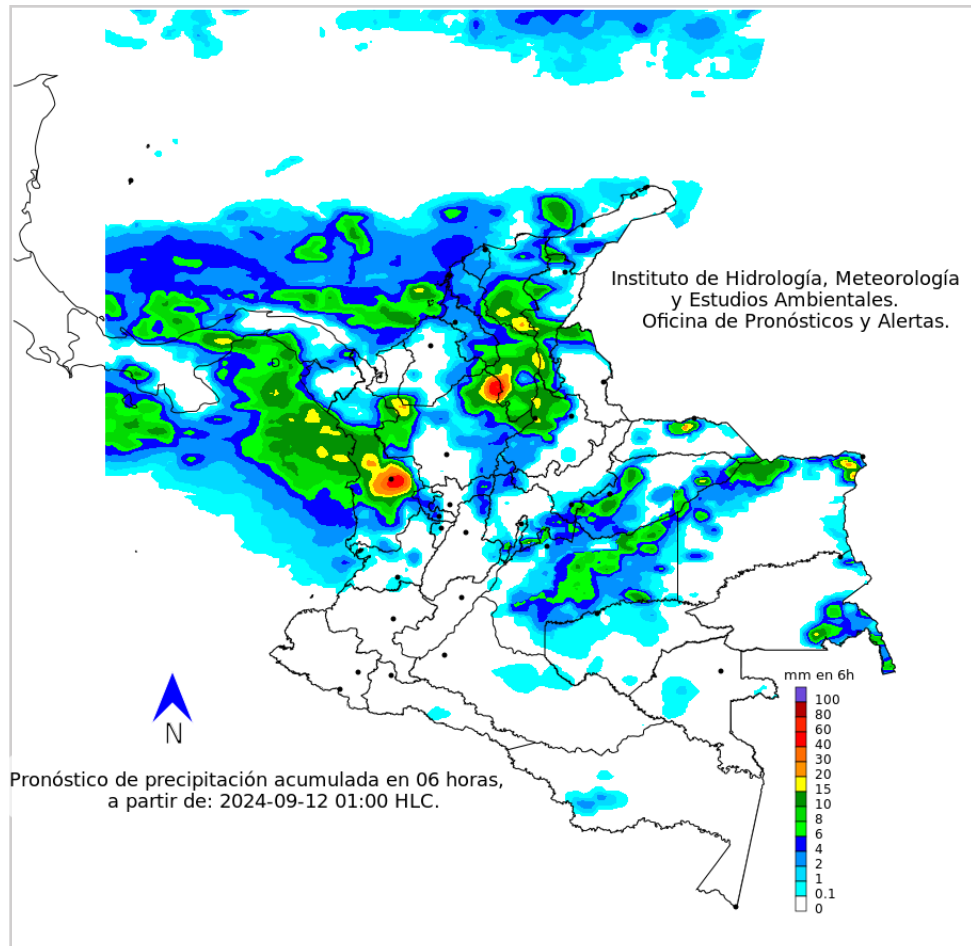 Instituto de Hidrología, Meteorología
y Estudios Ambientales.
Oficina de Pronósticos y Alertas.
mm en 6h
100
80
60
40
30
20
15
10
8
6
4
2
1
0.1
0
N
Pronóstico de precipitación acumulada en 06 horas,
a partir de: 2024-09-12 01:00 HLC.